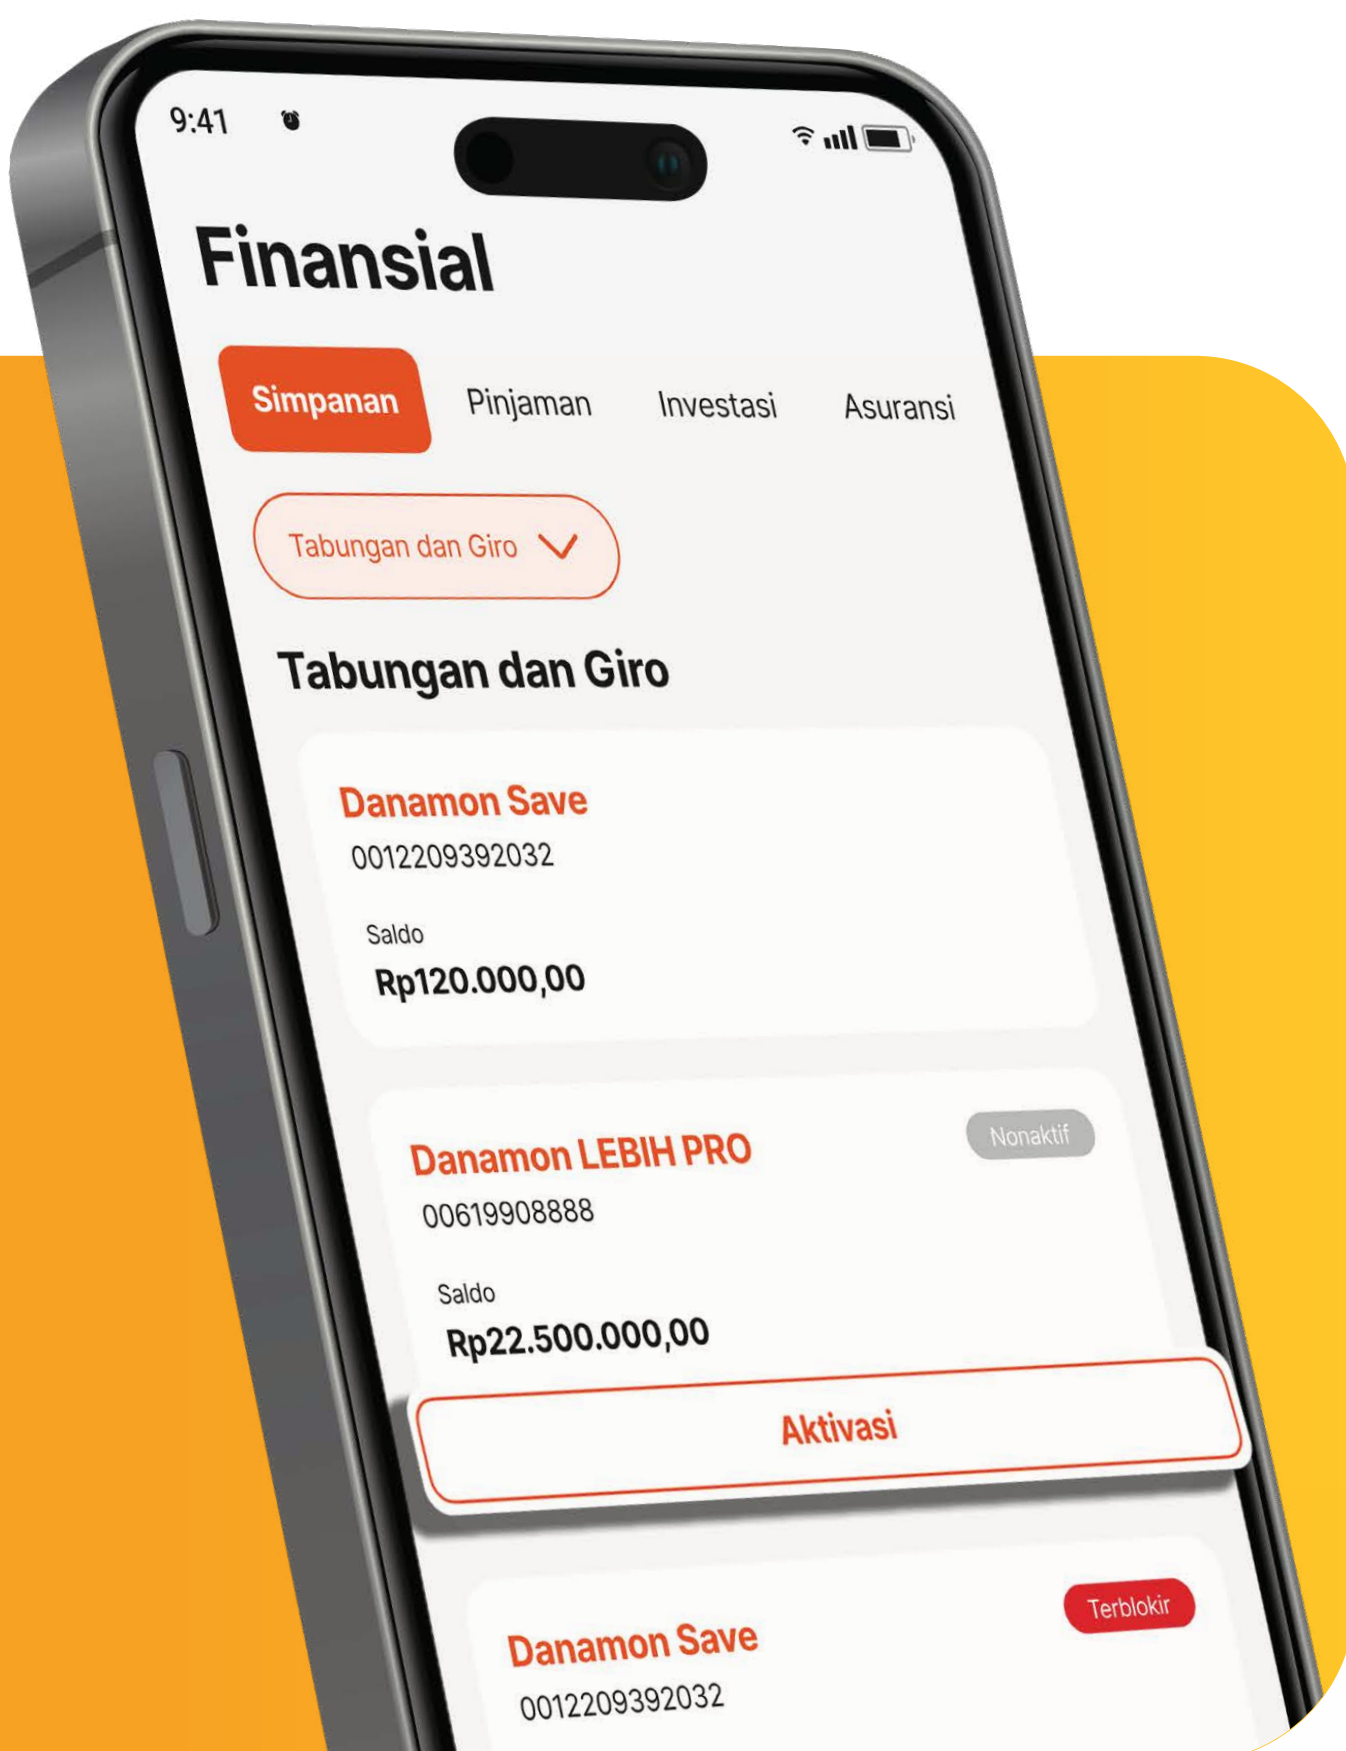 9:41
Finansial
Simpanan Pinjaman Investasi Asuransi
Tabungan dan Giro
Tabungan dan Giro
Danamon Save
0012209392032
Saldo
Rp120.000,00
Danamon LEBIH PRO Nonaktif
00619908888
Saldo
Rp22.500.000,00
Aktivasi
Danamon Save Terblokir
0012209392032